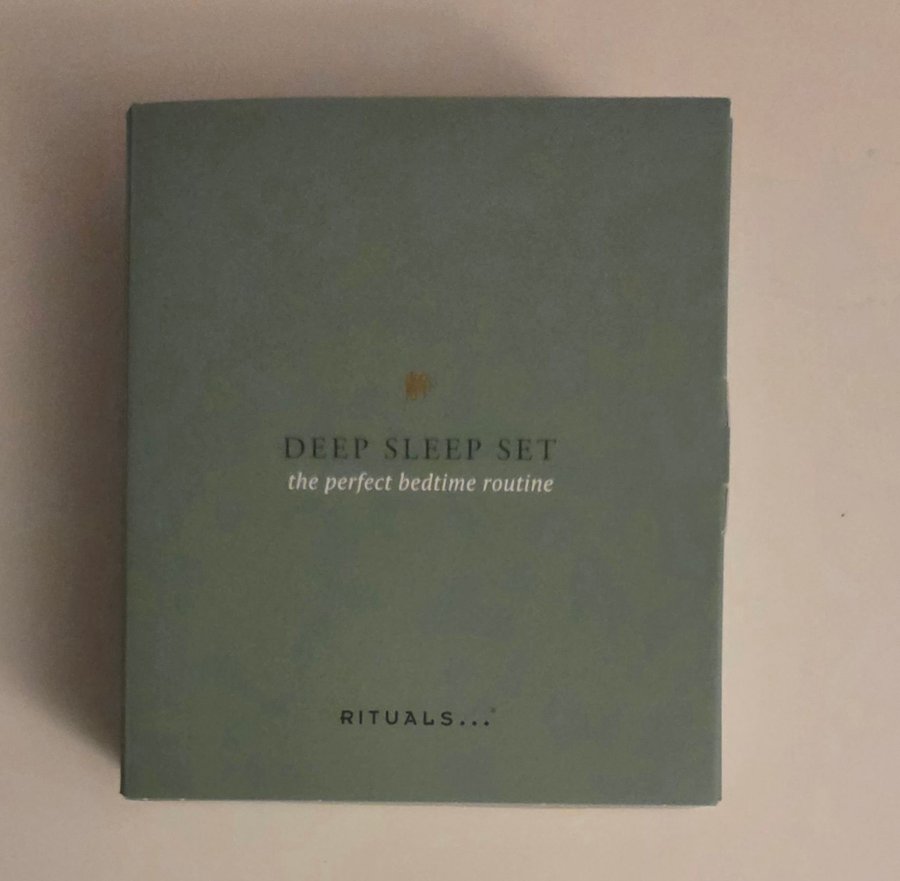 DEEP SLEEP SET
the perfect bedtime routine
RITUALS...®